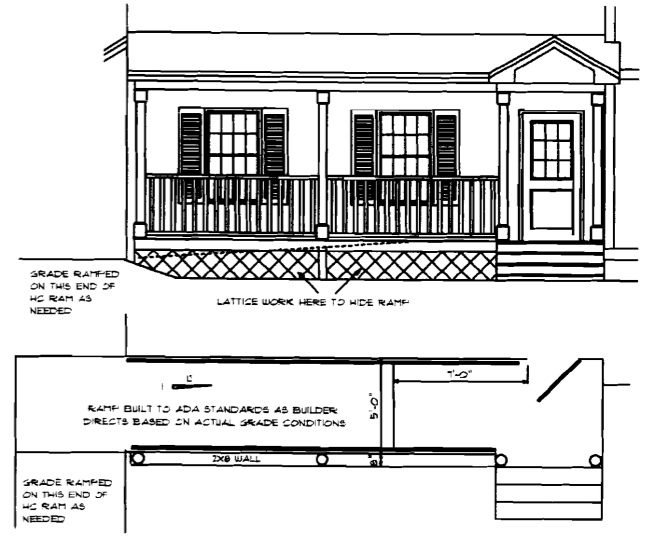 GRADE RAMPED
ON THIS END OF
HC RAM AS
NEEDED
LATTICE WORK HERE TO HIDE RAMP
12
1
7'-0"
RAMP BUILT TO ADA STANDARDS AS BUILDER
DIRECTS BASED ON ACTUAL GRADE CONDITIONS
5'-0"
2X8 WALL
8"
GRADE RAMPED
ON THIS END OF
HC RAM AS
NEEDED